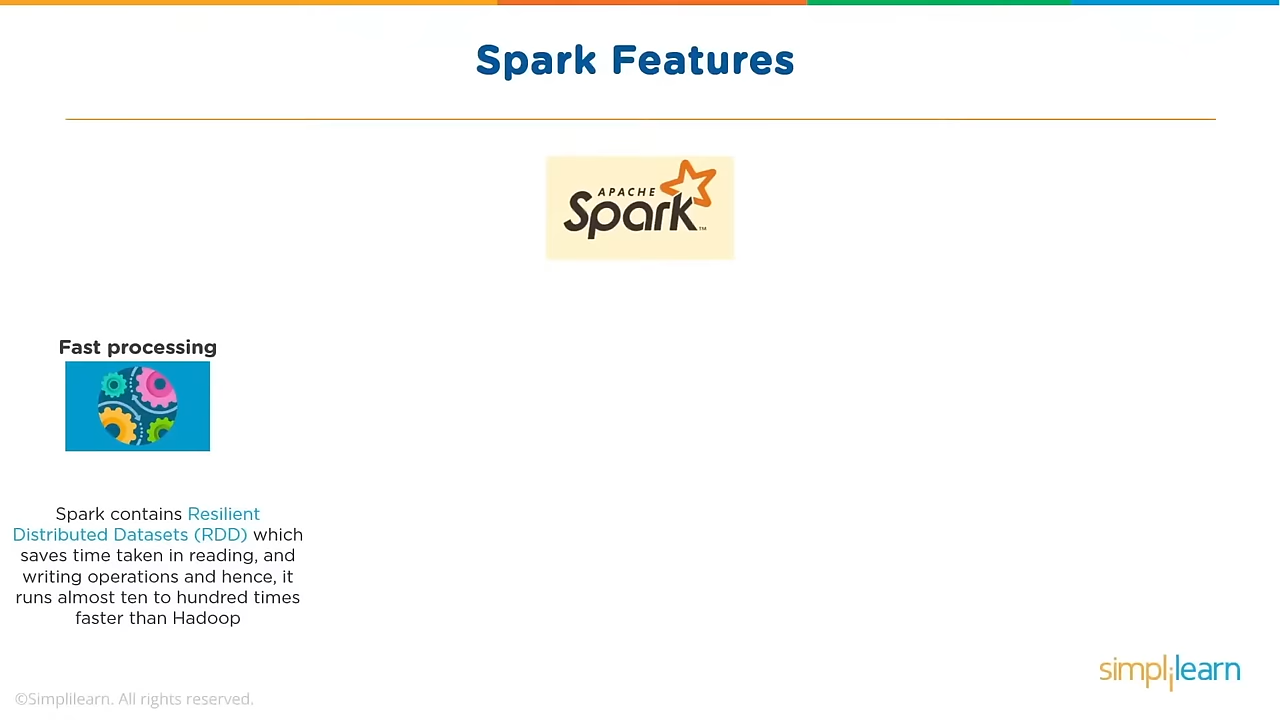 Spark Features
APACHE
Spark™
Fast processing
Spark contains Resilient
Distributed Datasets (RDD) which
saves time taken in reading, and
writing operations and hence, it
runs almost ten to hundred times
faster than Hadoop
simplilearn
©Simplilearn. All rights reserved.